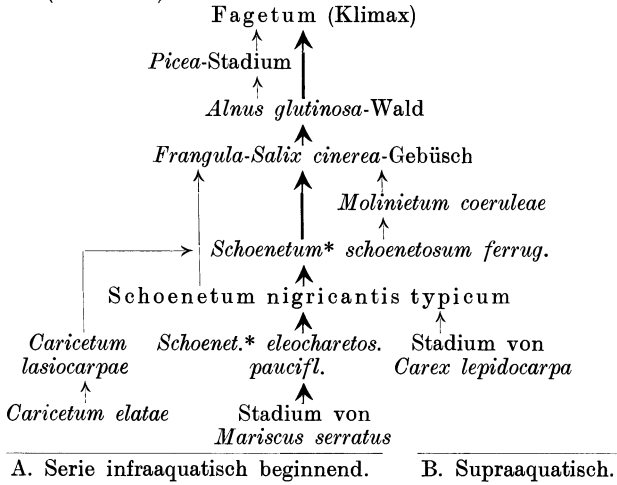 Fagetum (Klimax)
Picea-Stadium
Alnus glutinosa-Wald
Frangula-Salix cinerea-Gebüsch
Molinietum coeruleae
Schoenetum* schoenetosum ferrug.
Schoenetum nigricantis typicum
Caricetum lasiocarpae
Schoenet.* eleocharetos. paucifl.
Stadium von Carex lepidocarpa
Caricetum elatae
Stadium von Mariscus serratus
A. Serie infraaquatisch beginnend.
B. Supraaquatisch.